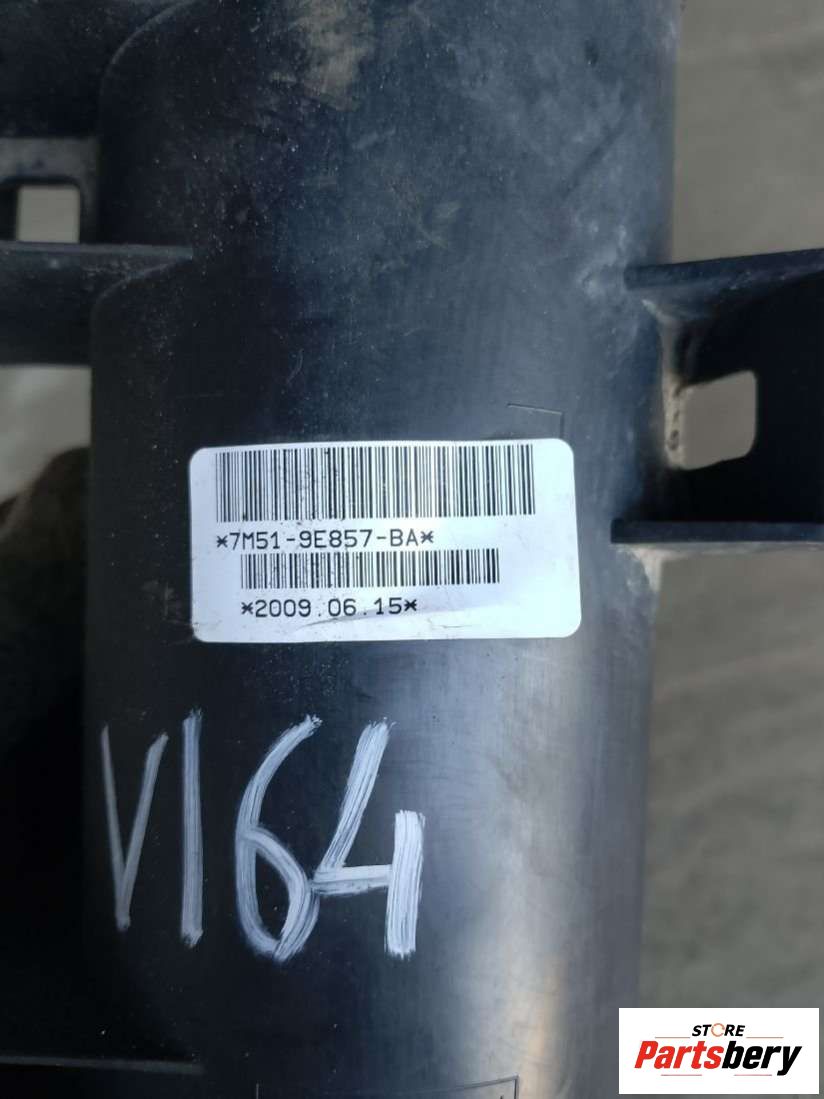 *7M51-9E857-BA*
*2009.06.15*
V164
STORE
Partsbery